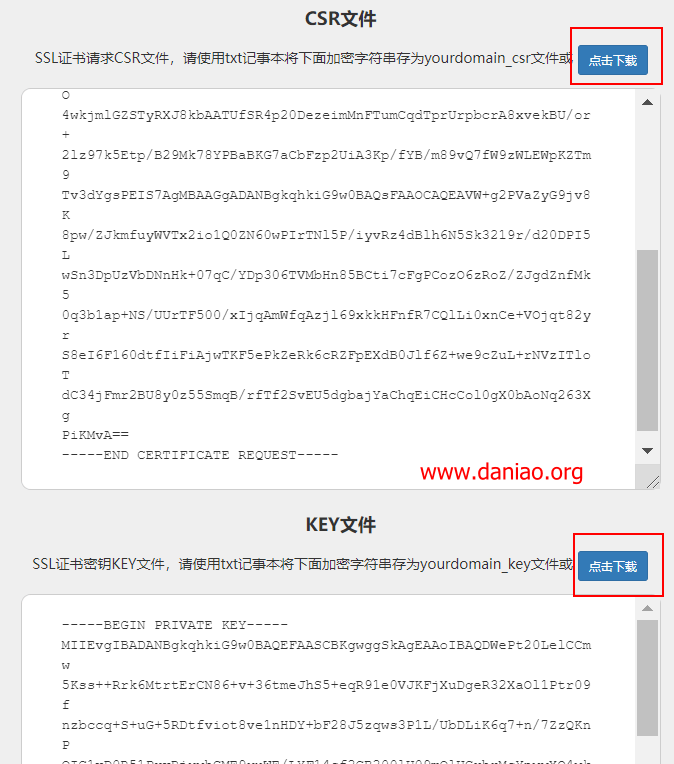 CSR文件
SSL证书请求CSR文件，请使用txt记事本将下面加密字符串存为yourdomain_csr文件或 点击下载
O
4wkjmlGZSTyRXJ8kbAATUfSR4p20DezeimMnFTumCqdTprUrpbcrA8xvekBU/or
+
2lz97k5Etp/B29Mk78YPBaBKG7aCbFzp2UiA3Kp/fYB/m89vQ7fW9zWLEWpKZTm
9
Tv3dYgsPEIS7AgMBAAGgADANBgkqhkiG9w0BAQsFAAOCAQEAVW+g2PVaZyG9jv8
K
8pw/ZJkmfuyWVTx2io1Q0ZN60wPIrTNl5P/iyvRz4dBlh6N5Sk3219r/d20DPI5
L
wSn3DpUzVbDNnHk+07qC/YDp306TVMbHn85BCti7cFgPCozO6zRoZ/ZJgdZnfMk
5
0q3blap+NS/UUrTF500/xIjqAmWfqAzjl69xkkHFnfR7CQlLi0xnCe+VOjqt82y
r
S8eI6F160dtfIiFiAjwTKF5ePkZeRk6cRZFpEXdB0Jlf6Z+we9cZuL+rNVzITlo
T
dC34jFmr2BU8y0z55SmqB/rfTf2SvEU5dgbajYaChqEiCHcCol0gX0bAoNq263X
g
PiKMvA==
-----END CERTIFICATE REQUEST-----
www.daniao.org
KEY文件
SSL证书密钥KEY文件，请使用txt记事本将下面加密字符串存为yourdomain_key文件或 点击下载
-----BEGIN PRIVATE KEY-----
MIIEvgIBADANBgkqhkiG9w0BAQEFAASCBKgwggSkAgEAAoIBAQDWePt20LelCCm
w
5Kss++Rrk6MtrtErCN86+v+36tmeJhS5+eqR91e0VJKFjXuDgeR32XaOl1Ptr09
f
nzbccq+S+uG+5RDtfviot8velnHDY+bF28J5zqws3P1L/UbDLiK6q7+n/7ZzQKn
P